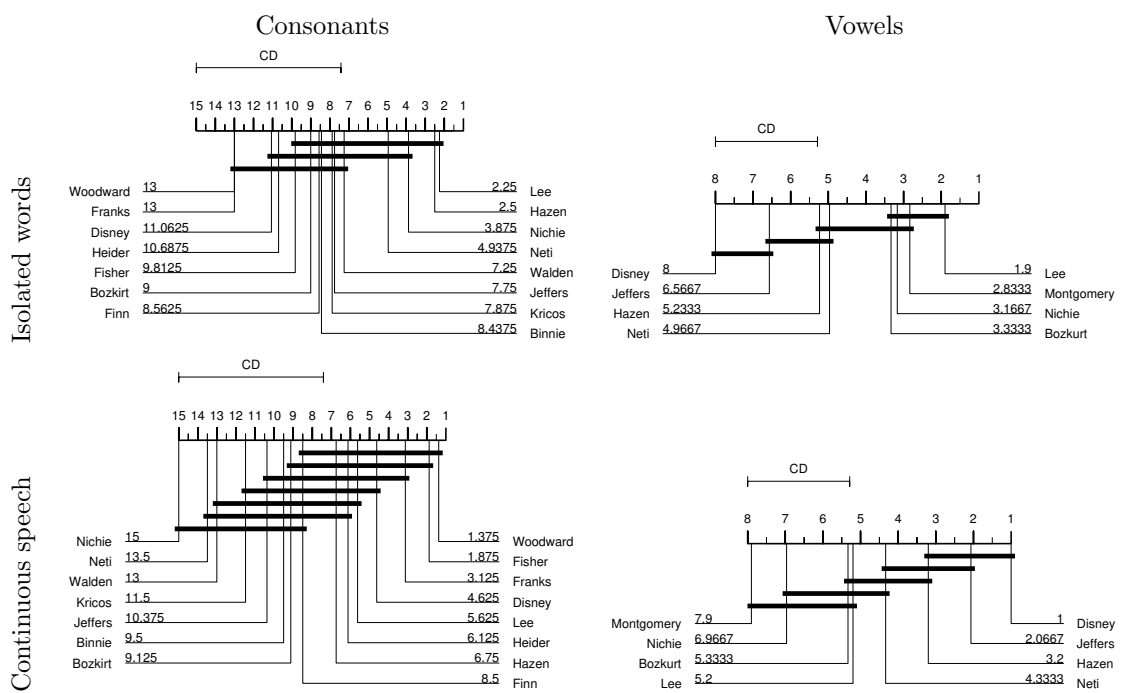 Consonants
Vowels
Isolated words
CD
15 14 13 12 11 10 9 8 7 6 5 4 3 2 1
Woodward 13
Franks 13
Disney 11.0625
Heider 10.6875
Fisher 9.8125
Bozkirt 9
Finn 8.5625
2.25 Lee
2.5 Hazen
3.875 Nichie
4.9375 Neti
7.25 Walden
7.75 Jeffers
7.875 Kricos
8.4375 Binnie
CD
8 7 6 5 4 3 2 1
Disney 8
Jeffers 6.5667
Hazen 5.2333
Neti 4.9667
1.9 Lee
2.8333 Montgomery
3.1667 Nichie
3.3333 Bozkurt
Continuous speech
CD
15 14 13 12 11 10 9 8 7 6 5 4 3 2 1
Nichie 15
Neti 13.5
Walden 13
Kricos 11.5
Jeffers 10.375
Binnie 9.5
Bozkirt 9.125
1.375 Woodward
1.875 Fisher
3.125 Franks
4.625 Disney
5.625 Lee
6.125 Heider
6.75 Hazen
8.5 Finn
CD
8 7 6 5 4 3 2 1
Montgomery 7.9
Nichie 6.9667
Bozkurt 5.3333
Lee 5.2
1 Disney
2.0667 Jeffers
3.2 Hazen
4.3333 Neti